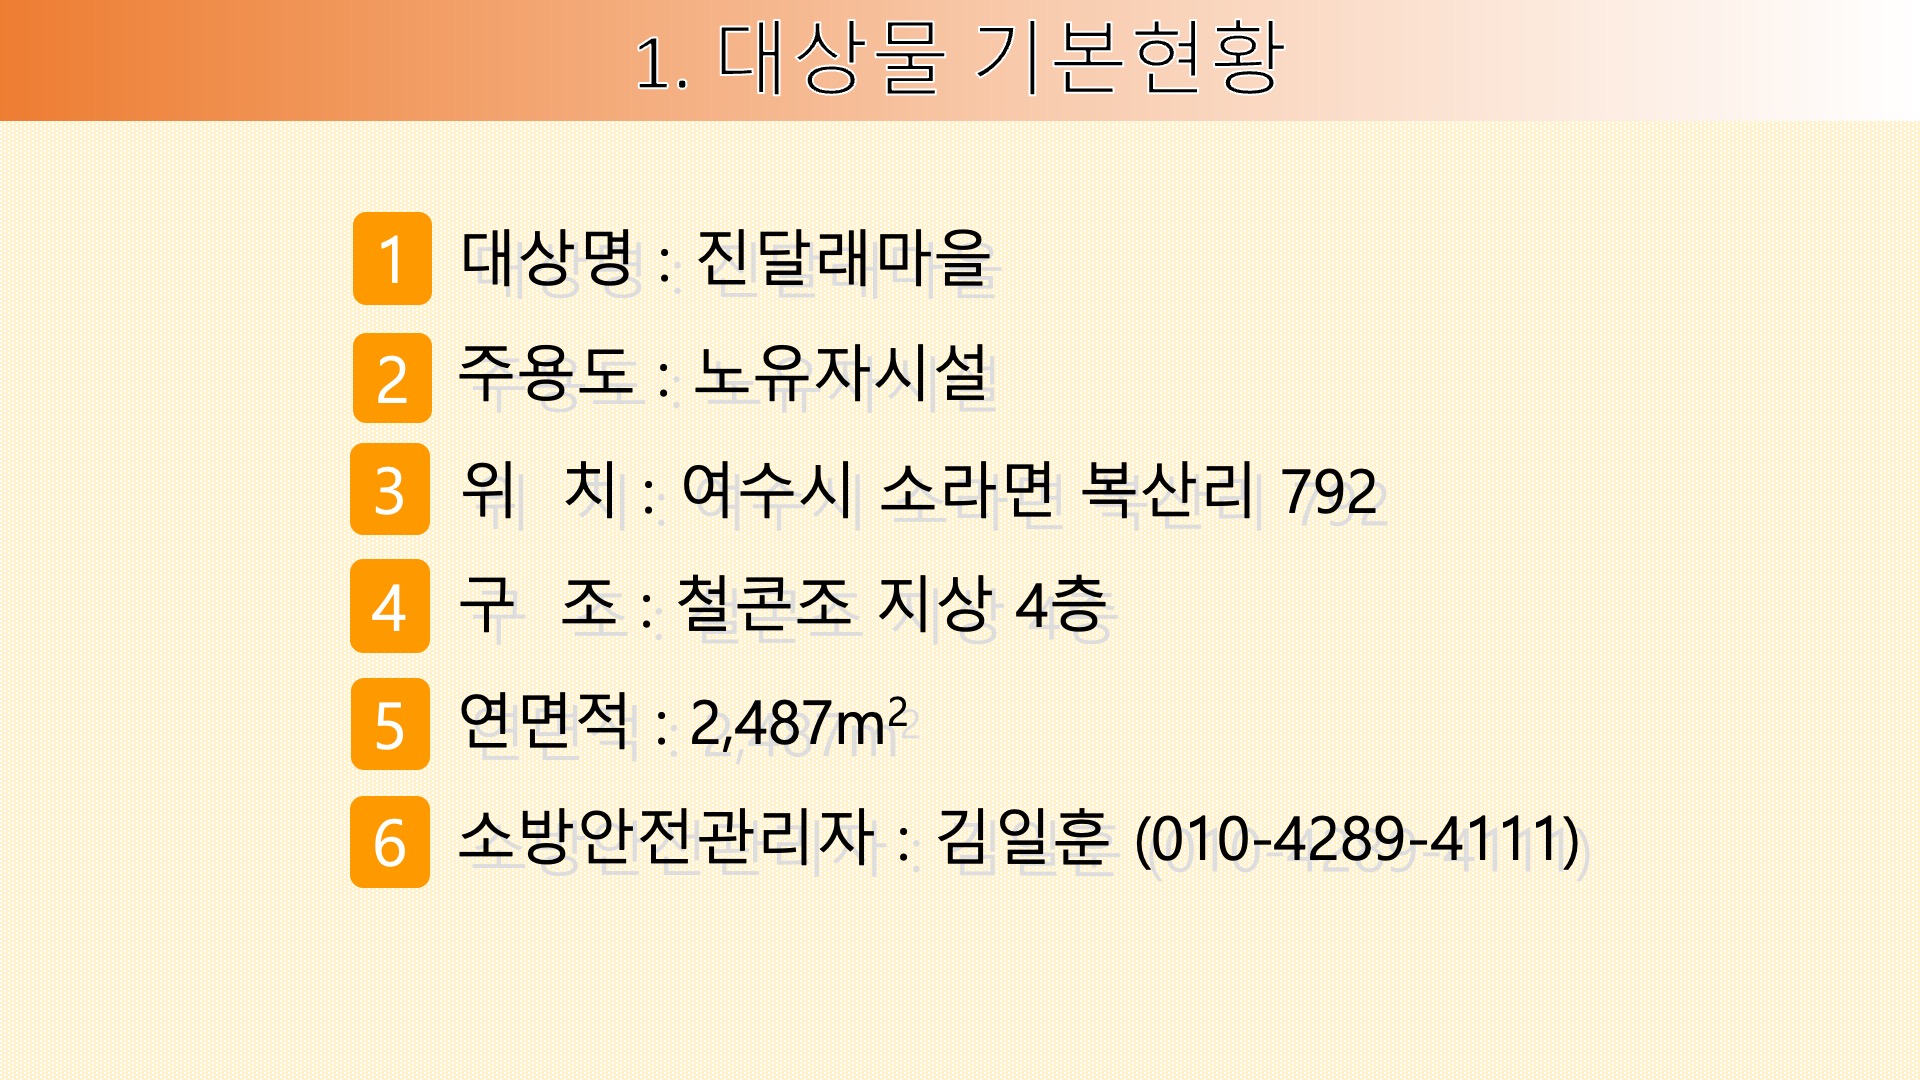 1. 대상물 기본현황
1 대상명 : 진달래마을
2 주용도 : 노유자시설
3 위 치 : 여수시 소라면 복산리 792
4 구 조 : 철콘조 지상 4층
5 연면적 : 2,487m²
6 소방안전관리자 : 김일훈 (010-4289-4111)